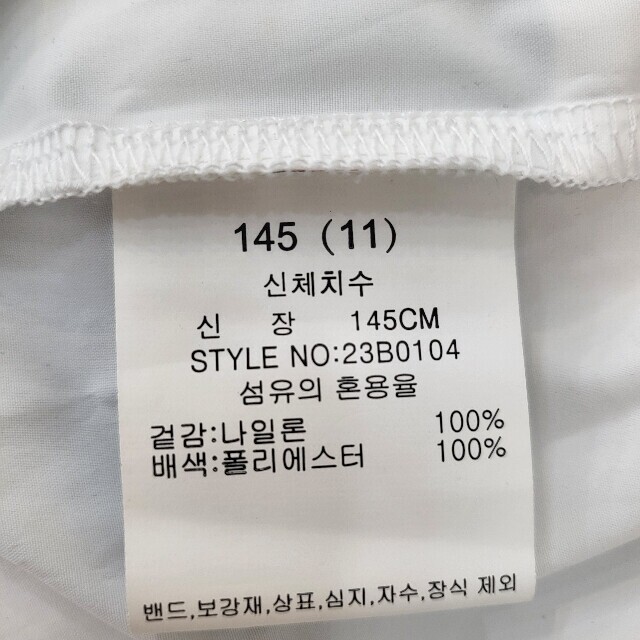 145 (11)
신체치수
신 장 145CM
STYLE NO:23B0104
섬유의 혼용율
겉감:나일론 100%
배색:폴리에스터 100%
밴드,보강재,상표,심지,자수,장식 제외